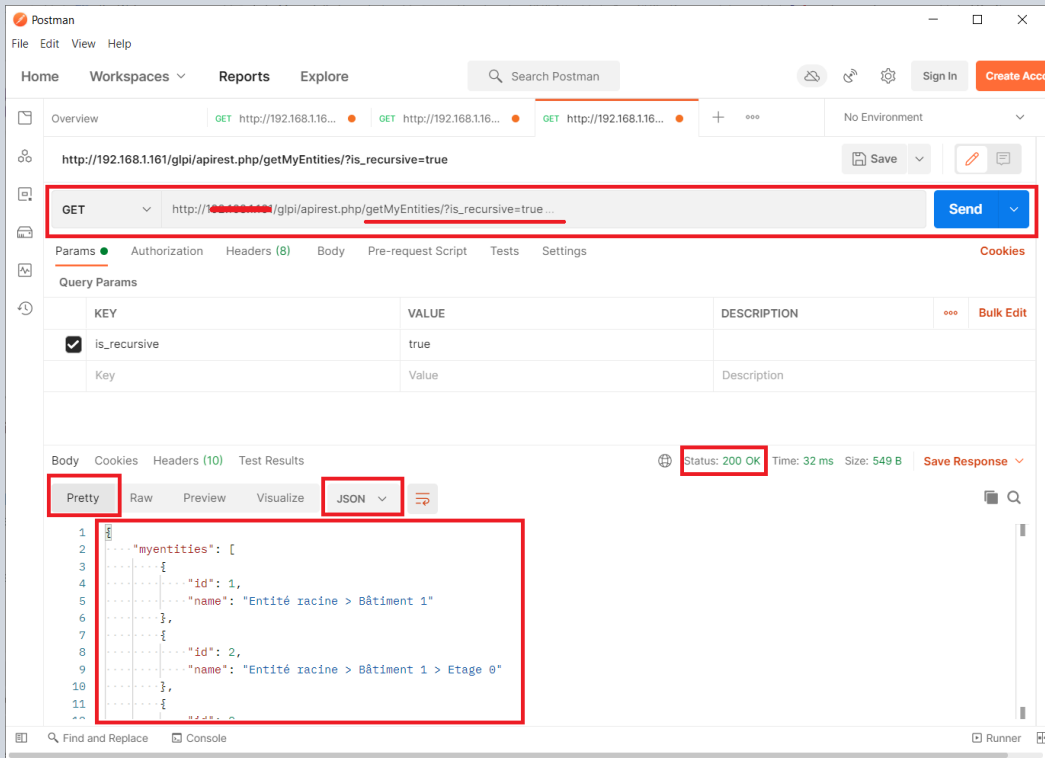 Postman
File Edit View Help
Home Workspaces Reports Explore Search Postman Sign In Create Acco
Overview GET http://192.168.1.16... GET http://192.168.1.16... GET http://192.168.1.16... No Environment
http://192.168.1.161/glpi/apirest.php/getMyEntities/?is_recursive=true Save
GET http:// /glpi/apirest.php/getMyEntities/?is_recursive=true ... Send
Params Authorization Headers (8) Body Pre-request Script Tests Settings Cookies
Query Params
KEY VALUE DESCRIPTION Bulk Edit
is_recursive true
Key Value Description
Body Cookies Headers (10) Test Results Status: 200 OK Time: 32 ms Size: 549 B Save Response
Pretty Raw Preview Visualize JSON
1 {
2 "myentities": [
3 {
4 "id": 1,
5 "name": "Entité racine > Bâtiment 1"
6 },
7 {
8 "id": 2,
9 "name": "Entité racine > Bâtiment 1 > Etage 0"
10 },
11 {
Find and Replace Console Runner